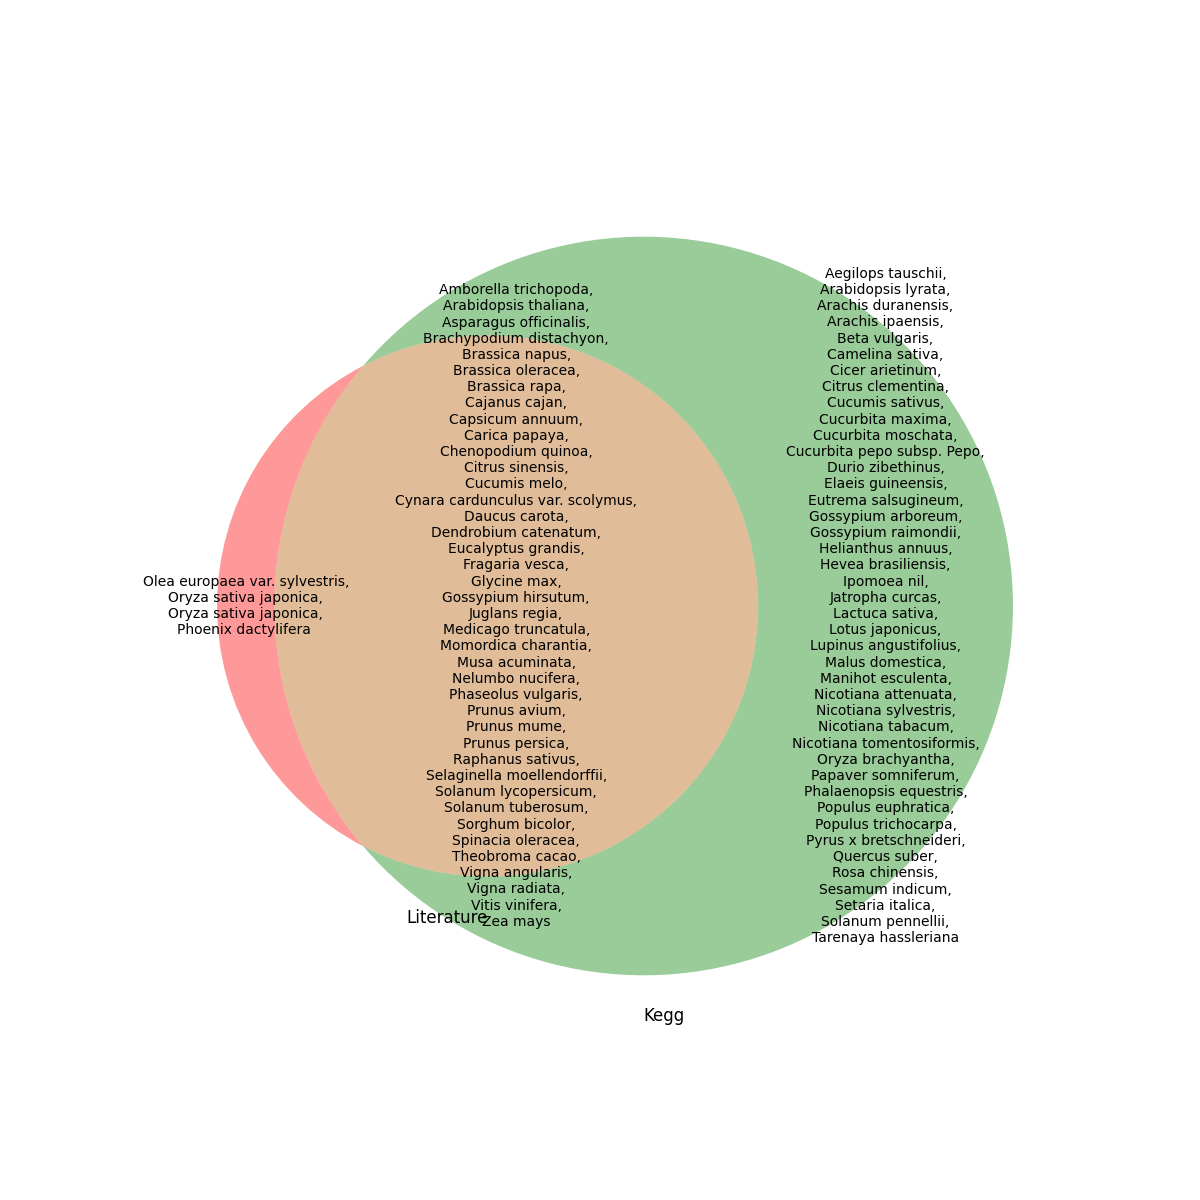 Olea europaea var. sylvestris,
Oryza sativa japonica,
Oryza sativa japonica,
Phoenix dactylifera
Amborella trichopoda,
Arabidopsis thaliana,
Asparagus officinalis,
Brachypodium distachyon,
Brassica napus,
Brassica oleracea,
Brassica rapa,
Cajanus cajan,
Capsicum annuum,
Carica papaya,
Chenopodium quinoa,
Citrus sinensis,
Cucumis melo,
Cynara cardunculus var. scolymus,
Daucus carota,
Dendrobium catenatum,
Eucalyptus grandis,
Fragaria vesca,
Glycine max,
Gossypium hirsutum,
Juglans regia,
Medicago truncatula,
Momordica charantia,
Musa acuminata,
Nelumbo nucifera,
Phaseolus vulgaris,
Prunus avium,
Prunus mume,
Prunus persica,
Raphanus sativus,
Selaginella moellendorffii,
Solanum lycopersicum,
Solanum tuberosum,
Sorghum bicolor,
Spinacia oleracea,
Theobroma cacao,
Vigna angularis,
Vigna radiata,
Vitis vinifera,
Zea mays
Aegilops tauschii,
Arabidopsis lyrata,
Arachis duranensis,
Arachis ipaensis,
Beta vulgaris,
Camelina sativa,
Cicer arietinum,
Citrus clementina,
Cucumis sativus,
Cucurbita maxima,
Cucurbita moschata,
Cucurbita pepo subsp. Pepo,
Durio zibethinus,
Elaeis guineensis,
Eutrema salsugineum,
Gossypium arboreum,
Gossypium raimondii,
Helianthus annuus,
Hevea brasiliensis,
Ipomoea nil,
Jatropha curcas,
Lactuca sativa,
Lotus japonicus,
Lupinus angustifolius,
Malus domestica,
Manihot esculenta,
Nicotiana attenuata,
Nicotiana sylvestris,
Nicotiana tabacum,
Nicotiana tomentosiformis,
Oryza brachyantha,
Papaver somniferum,
Phalaenopsis equestris,
Populus euphratica,
Populus trichocarpa,
Pyrus x bretschneideri,
Quercus suber,
Rosa chinensis,
Sesamum indicum,
Setaria italica,
Solanum pennellii,
Tarenaya hassleriana
Literature
Kegg